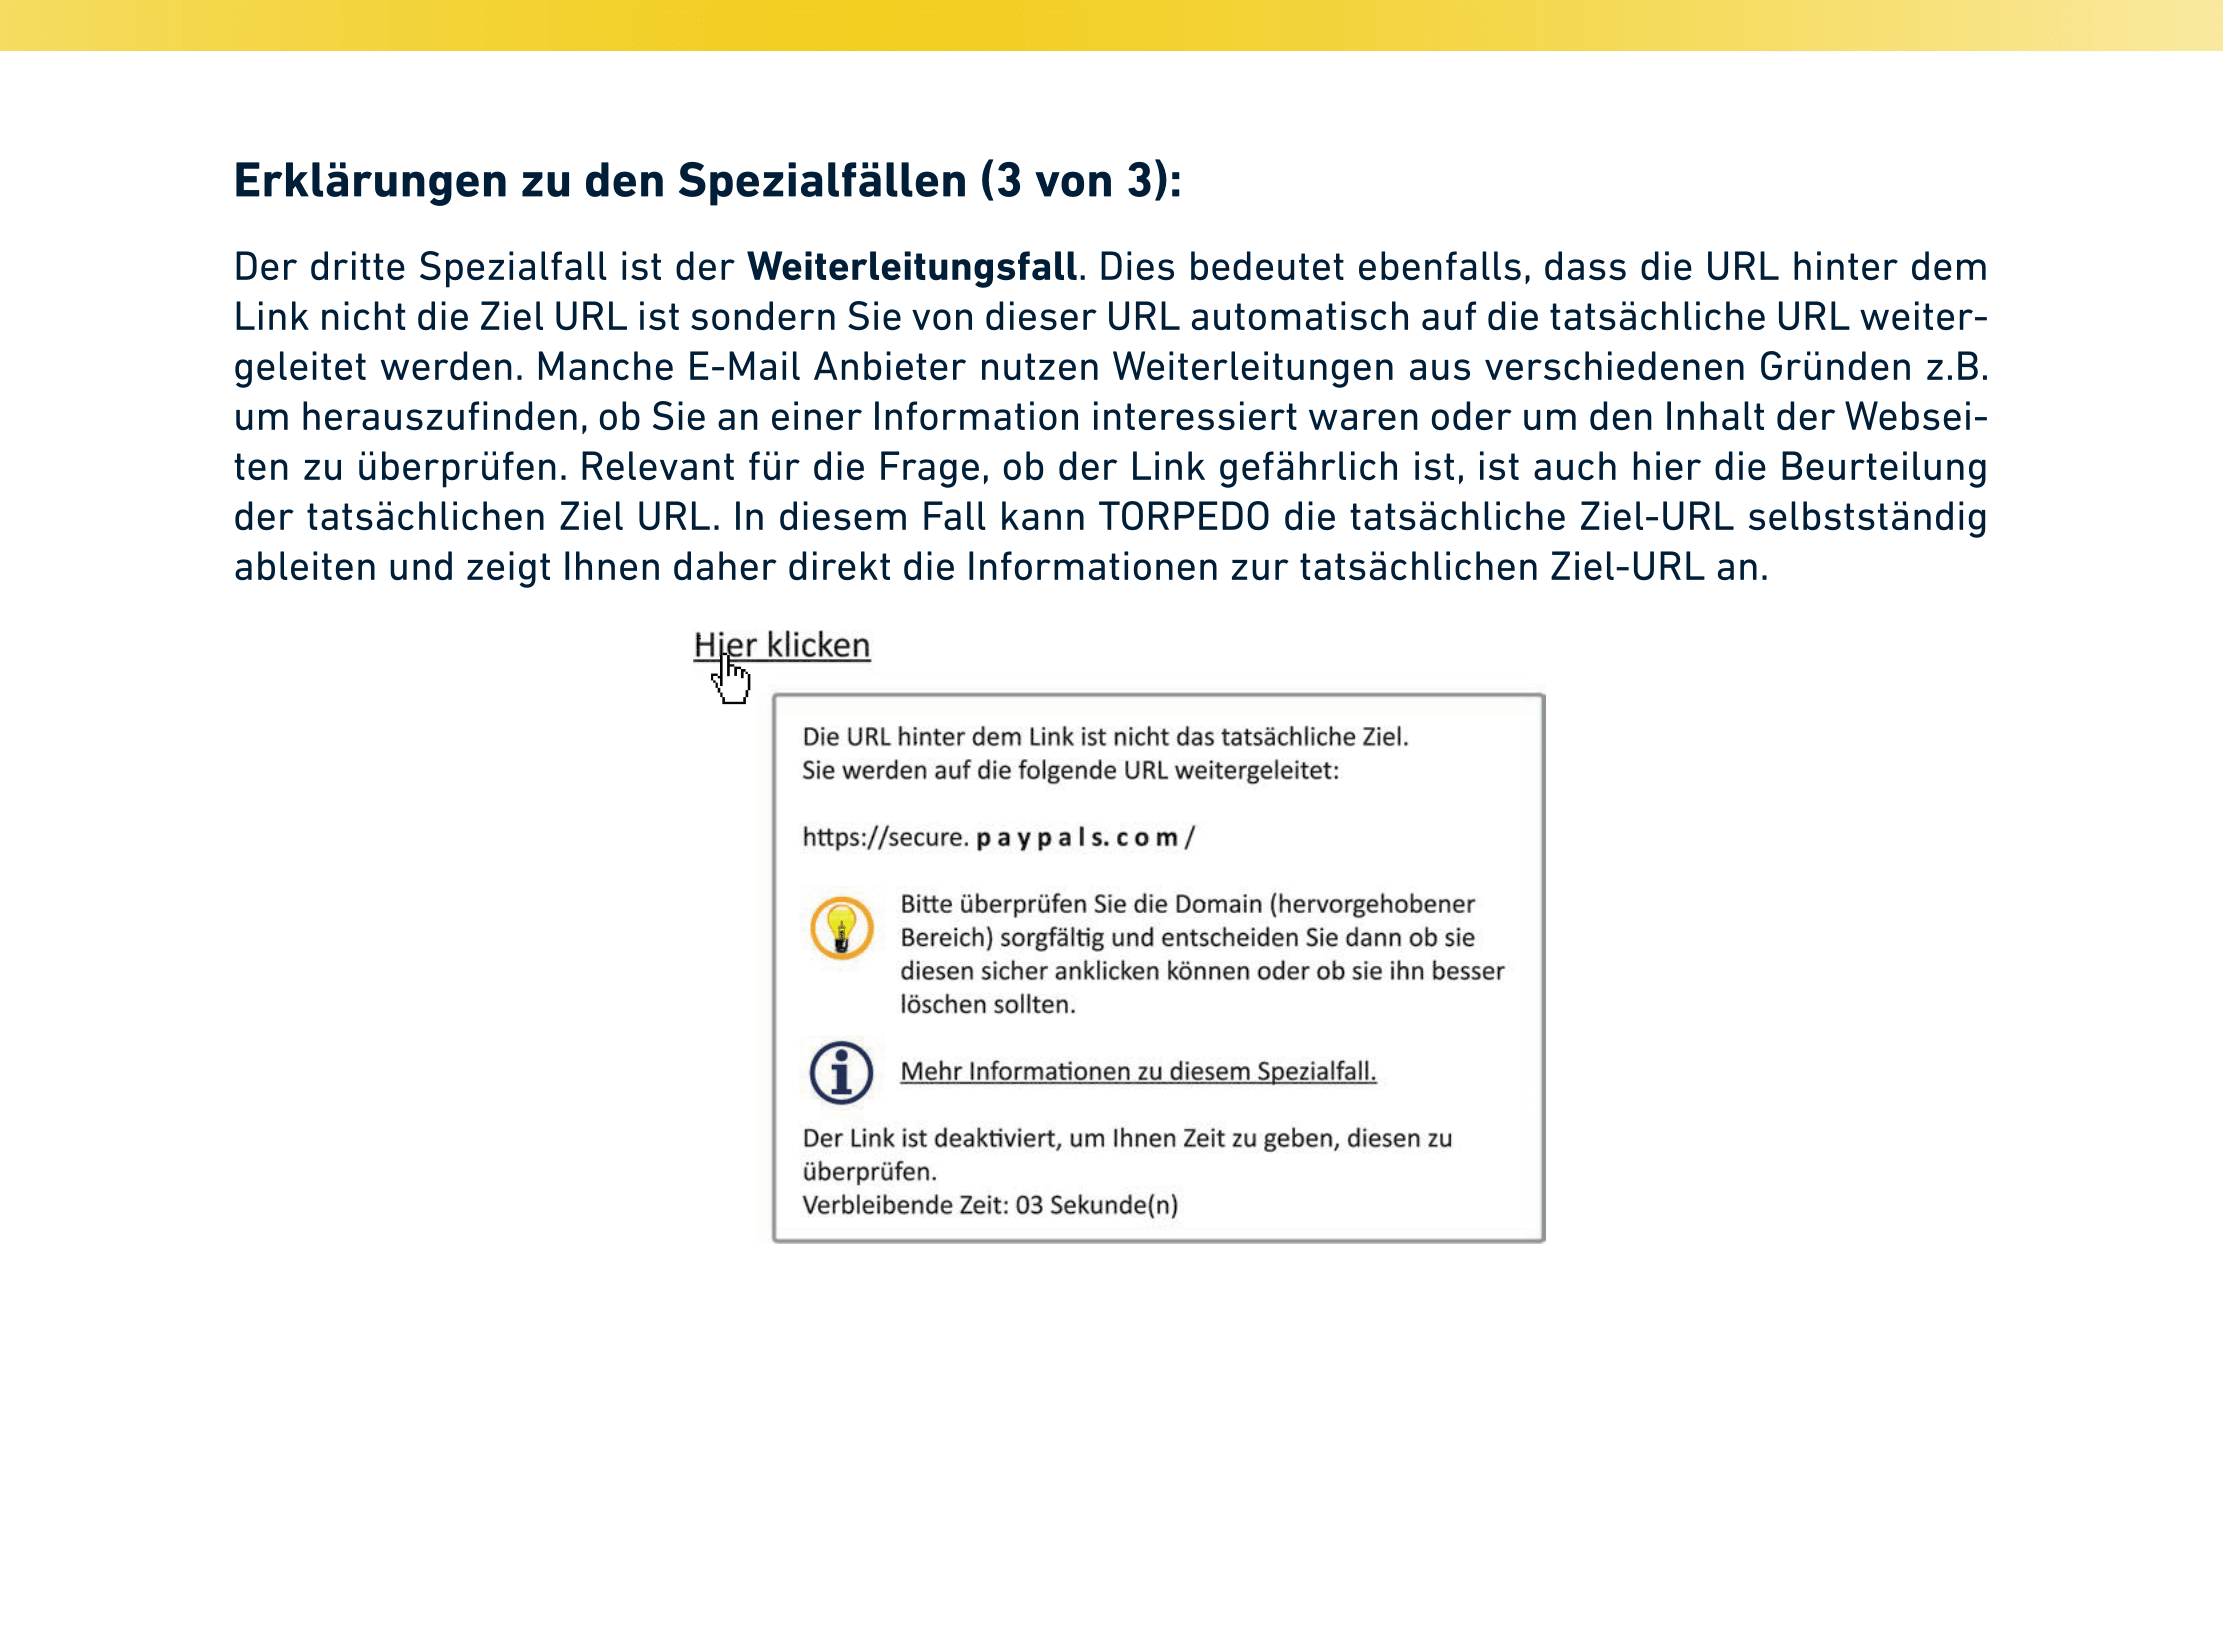 Erklärungen zu den Spezialfällen (3 von 3):
Der dritte Spezialfall ist der Weiterleitungsfall. Dies bedeutet ebenfalls, dass die URL hinter dem
Link nicht die Ziel URL ist sondern Sie von dieser URL automatisch auf die tatsächliche URL weiter-
geleitet werden. Manche E-Mail Anbieter nutzen Weiterleitungen aus verschiedenen Gründen z.B.
um herauszufinden, ob Sie an einer Information interessiert waren oder um den Inhalt der Websei-
ten zu überprüfen. Relevant für die Frage, ob der Link gefährlich ist, ist auch hier die Beurteilung
der tatsächlichen Ziel URL. In diesem Fall kann TORPEDO die tatsächliche Ziel-URL selbstständig
ableiten und zeigt Ihnen daher direkt die Informationen zur tatsächlichen Ziel-URL an.
Hier klicken
Die URL hinter dem Link ist nicht das tatsächliche Ziel.
Sie werden auf die folgende URL weitergeleitet:
https://secure. p a y p a l s. c o m /
Bitte überprüfen Sie die Domain (hervorgehobener
Bereich) sorgfältig und entscheiden Sie dann ob sie
diesen sicher anklicken können oder ob sie ihn besser
löschen sollten.
Mehr Informationen zu diesem Spezialfall.
Der Link ist deaktiviert, um Ihnen Zeit zu geben, diesen zu
überprüfen.
Verbleibende Zeit: 03 Sekunde(n)